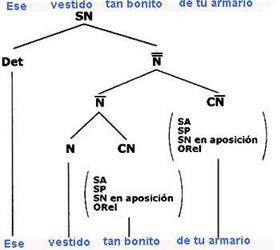 Ese vestido tan bonito de tu armario
SN
Det N̿
N̅ CN̅
N CN
SA
SP
SN en aposición
ORel
SA
SP
SN en aposición
ORel
Ese vestido tan bonito de tu armario